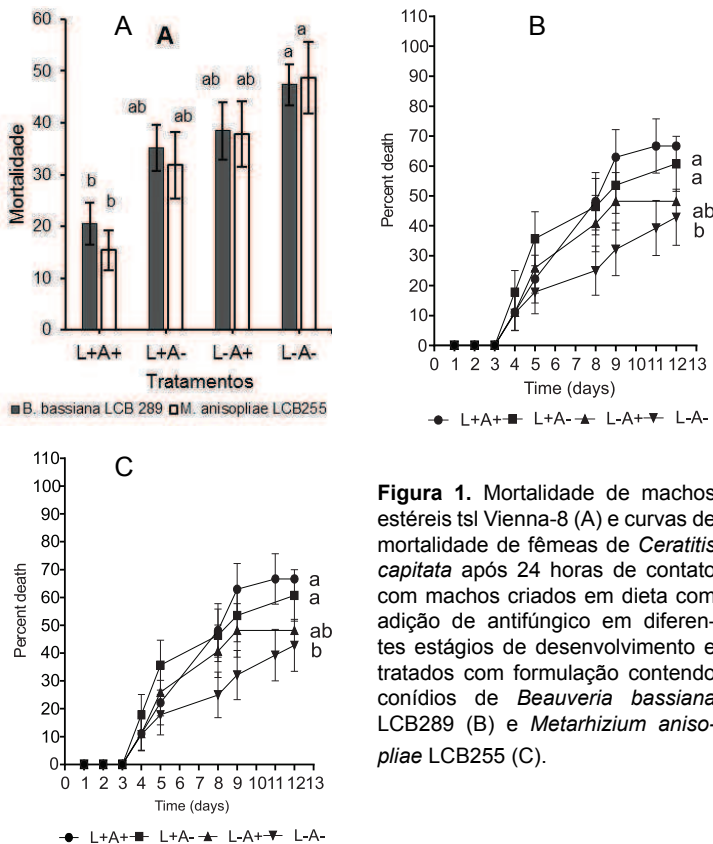 A
A
Mortalidade
60
50
40
30
20
10
0
b
b
ab
ab
ab
ab
a
a
L+A+
L+A-
L-A+
L-A-
Tratamentos
B. bassiana LCB 289
M. anisopliae LCB255
B
Percent death
110
100
90
80
70
60
50
40
30
20
10
0
a
a
ab
b
0 1 2 3 4 5 6 7 8 9 10 11 12 13
Time (days)
L+A+
L+A-
L-A+
L-A-
C
Percent death
110
100
90
80
70
60
50
40
30
20
10
0
a
a
ab
b
0 1 2 3 4 5 6 7 8 9 10 11 12 13
Time (days)
L+A+
L+A-
L-A+
L-A-
Figura 1. Mortalidade de machos
estéreis tsl Vienna-8 (A) e curvas de
mortalidade de fêmeas de Ceratitis
capitata após 24 horas de contato
com machos criados em dieta com
adição de antifúngico em diferen-
tes estágios de desenvolvimento e
tratados com formulação contendo
conídios de Beauveria bassiana
LCB289 (B) e Metarhizium aniso-
pliae LCB255 (C).